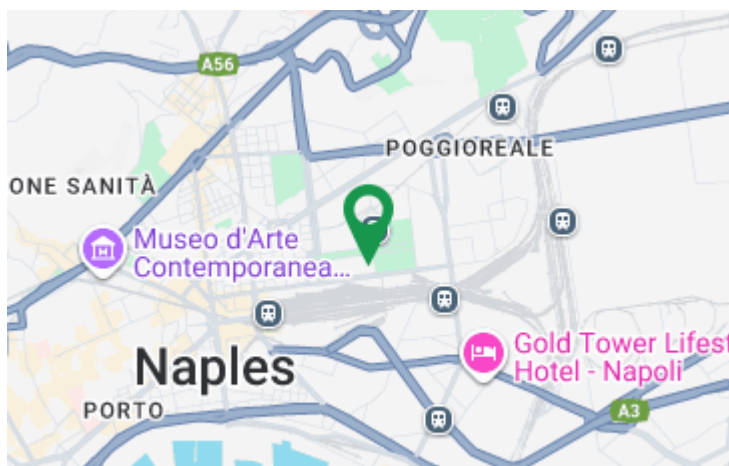 A56
POGGIOREALE
ONE SANITÀ
Museo d'Arte
Contemporanea...
Gold Tower Lifest
Hotel - Napoli
Naples
PORTO
A3